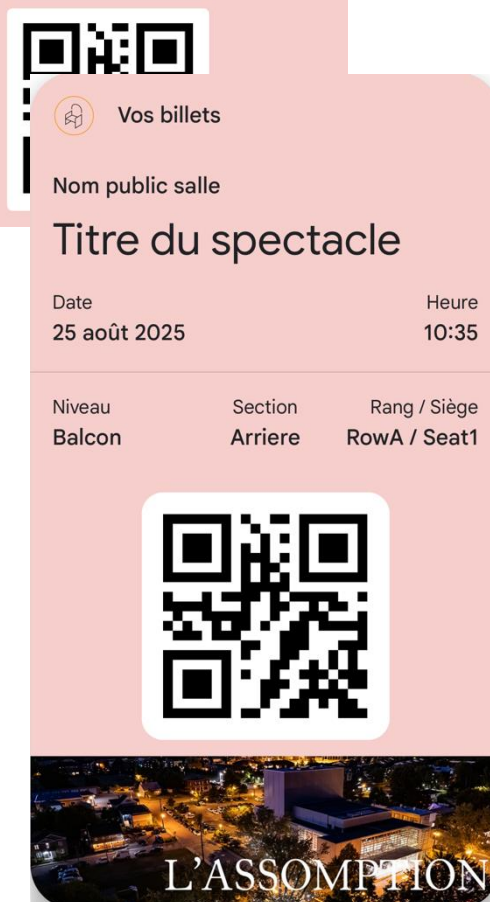 Vos billets
Nom public salle
Titre du spectacle
Date Heure
25 août 2025 10:35
Niveau Section Rang / Siège
Balcon Arriere RowA / Seat1
L'ASSOMPTION